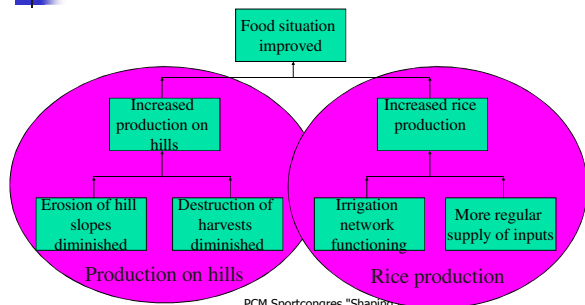 Food situation
improved
Increased
production on
hills
Increased rice
production
Erosion of hill
slopes
diminished
Destruction of
harvests
diminished
Irrigation
network
functioning
More regular
supply of inputs
Production on hills
Rice production
PCM Sportcongres "Shaping